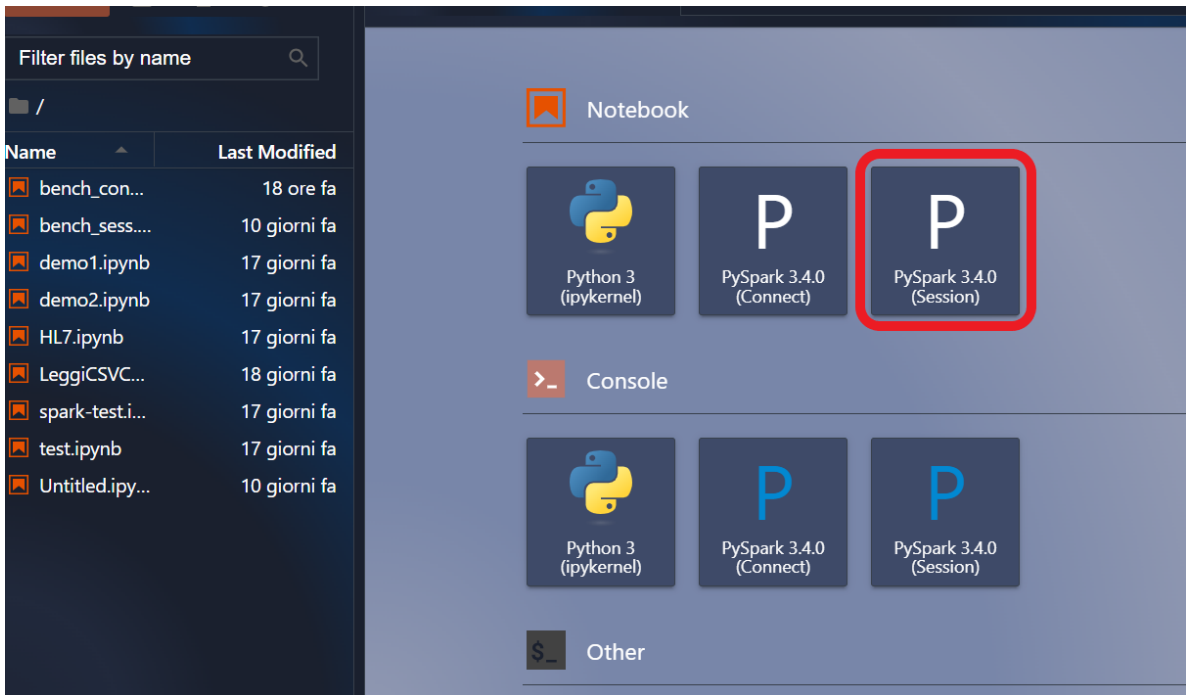 Filter files by name
/
Name Last Modified
bench_con... 18 ore fa
bench_sess.... 10 giorni fa
demo1.ipynb 17 giorni fa
demo2.ipynb 17 giorni fa
HL7.ipynb 17 giorni fa
LeggiCSVC... 18 giorni fa
spark-test.i... 17 giorni fa
test.ipynb 17 giorni fa
Untitled.ipy... 10 giorni fa
Notebook
Python 3
(ipykernel)
P
PySpark 3.4.0
(Connect)
P
PySpark 3.4.0
(Session)
>_ Console
Python 3
(ipykernel)
P
PySpark 3.4.0
(Connect)
P
PySpark 3.4.0
(Session)
$_ Other